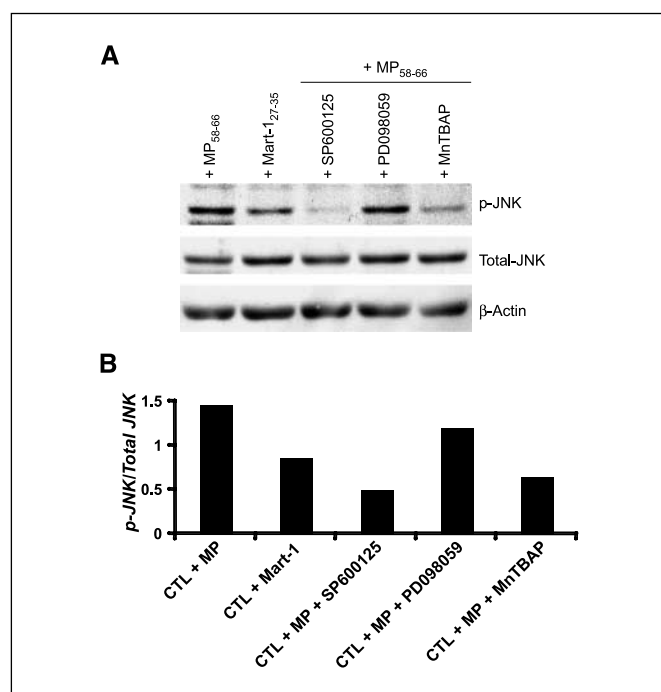 A
+ MP58-66
+ MP58-66
+ Mart-127-35
+ SP600125
+ PD098059
+ MnTBAP
p-JNK
Total-JNK
β-Actin
B
p-JNK/Total JNK
1.5
1
0.5
0
CTL + MP
CTL + Mart-1
CTL + MP + SP600125
CTL + MP + PD098059
CTL + MP + MnTBAP